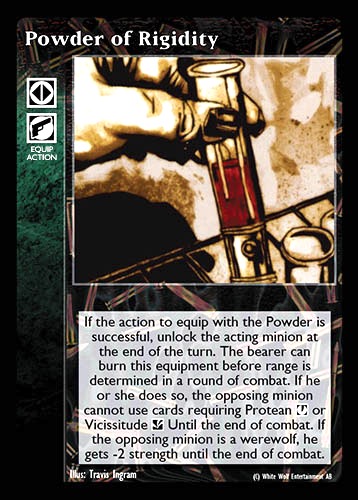 Powder of Rigidity
EQUIP
ACTION
If the action to equip with the Powder is
successful, unlock the acting minion at
the end of the turn. The bearer can
burn this equipment before range is
determined in a round of combat. If he
or she does so, the opposing minion
cannot use cards requiring Protean or
Vicissitude Until the end of combat. If
the opposing minion is a werewolf, he
gets -2 strength until the end of combat.
Illus: Travis Ingram
(C) White Wolf Entertainment AB